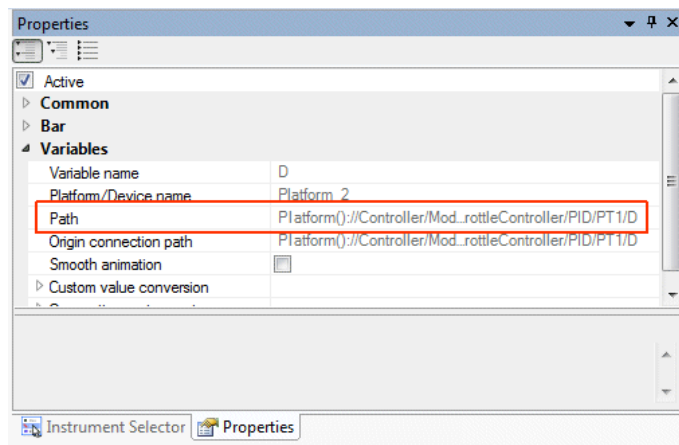 Properties
Active
Common
Bar
Variables
Variable name D
Platform/Device name Platform_2
Path Platform()://Controller/Mod...rottleController/PID/PT1/D
Origin connection path Platform()://Controller/Mod...rottleController/PID/PT1/D
Smooth animation
Custom value conversion
Instrument Selector Properties